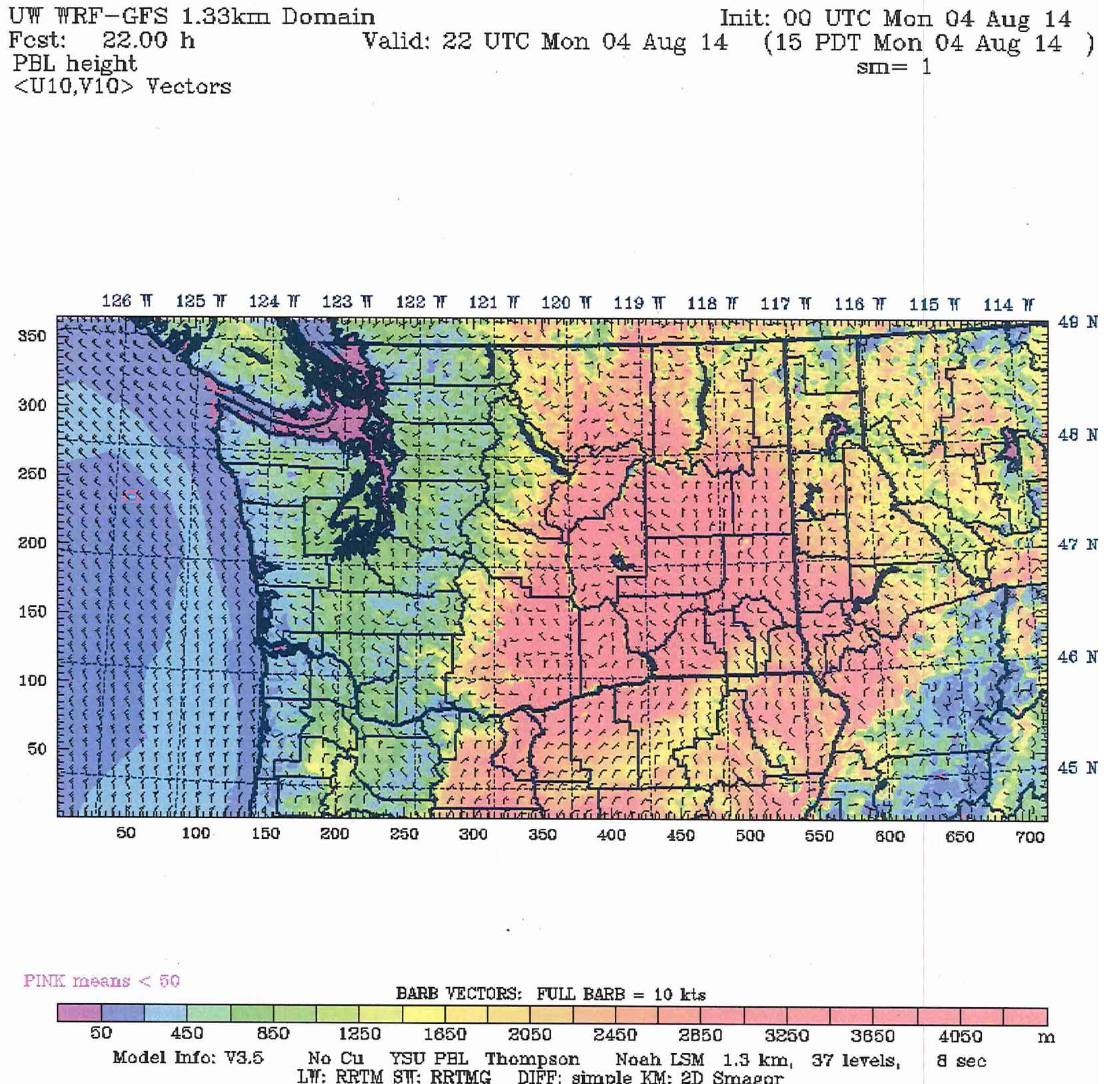 UW WRF-GFS 1.33km Domain Init: 00 UTC Mon 04 Aug 14
Fcst: 22.00 h Valid: 22 UTC Mon 04 Aug 14 (15 PDT Mon 04 Aug 14 )
PBL height sm= 1
<U10,V10> Vectors
126 W 125 W 124 W 123 W 122 W 121 W 120 W 119 W 118 W 117 W 116 W 115 W 114 W
49 N
350
300
48 N
250
200
47 N
150
46 N
100
50
45 N
50 100 150 200 250 300 350 400 450 500 550 600 650 700
PINK means < 50
BARB VECTORS: FULL BARB = 10 kts
50 450 850 1250 1650 2050 2450 2850 3250 3650 4050 m
Model Info: V3.5 No Cu YSU PBL Thompson Noah LSM 1.3 km, 37 levels, 8 sec
LW: RRTM SW: RRTMG DIFF: simple KM: 2D Smagor